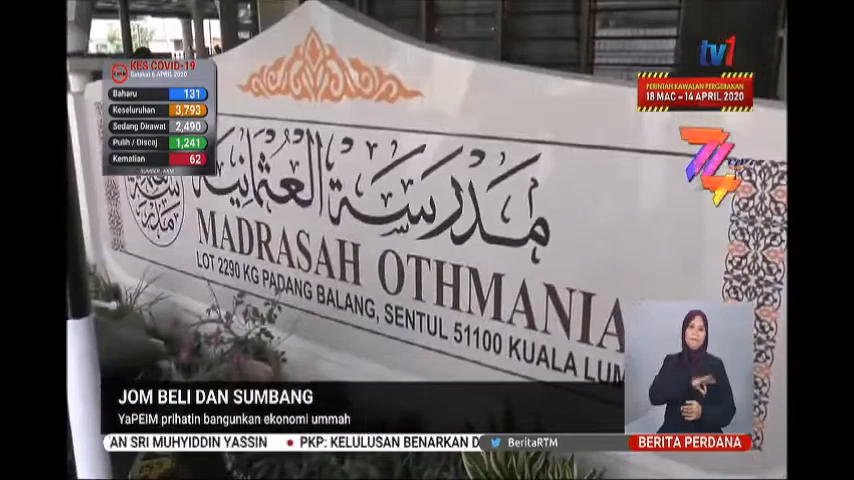 KES COVID-19
Setakat 6 APRIL 2020
Baharu 131
Keseluruhan 3,793
Sedang Dirawat 2,490
Pulih / Discaj 1,241
Kematian 62
SUMBER : KKM
tv1
PERINTAH KAWALAN PERGERAKAN
18 MAC – 14 APRIL 2020
مدرسة العثمانية
MADRASAH OTHMANIA
LOT 2290 KG PADANG BALANG, SENTUL 51100 KUALA LUM
JOM BELI DAN SUMBANG
YaPEIM prihatin bangunkan ekonomi ummah
AN SRI MUHYIDDIN YASSIN • PKP: KELULUSAN BENARKAN D
BeritaRTM
BERITA PERDANA